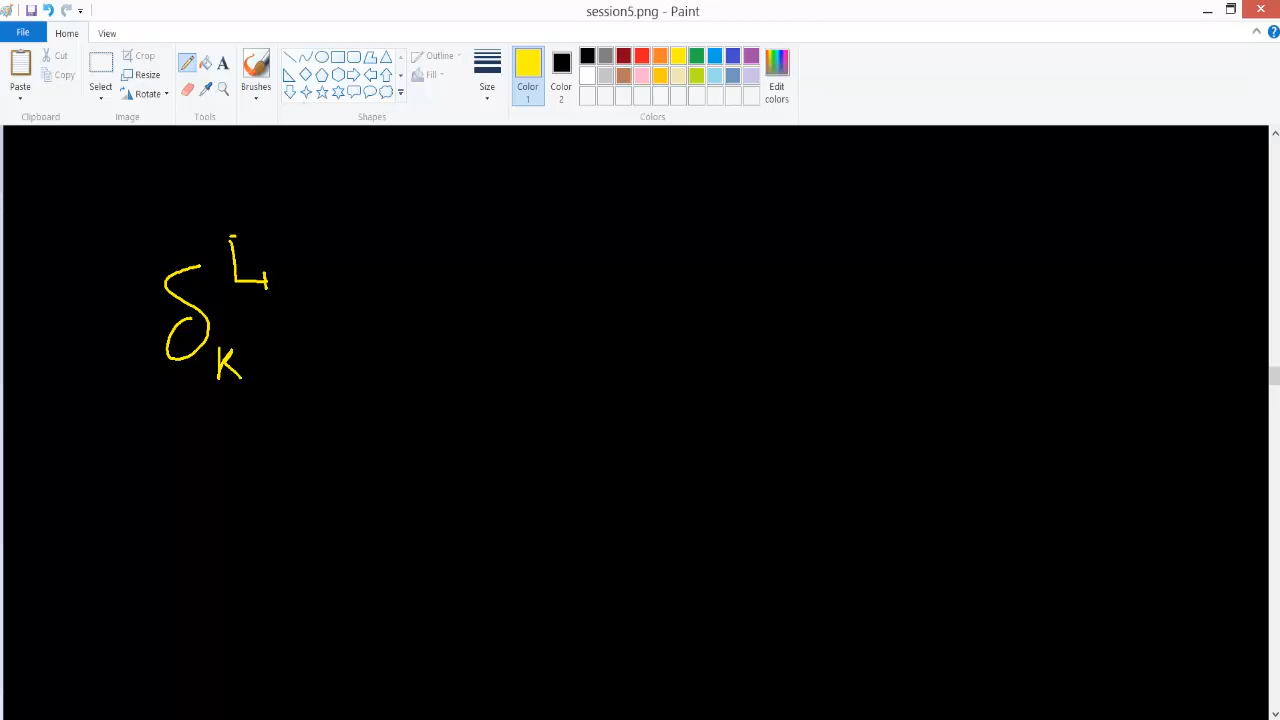 session5.png - Paint
File Home View
Paste Cut Copy Select Crop Resize Rotate A Brushes Outline Fill Size Color 1 Color 2 Edit colors
Clipboard Image Tools Shapes Colors
δ
K